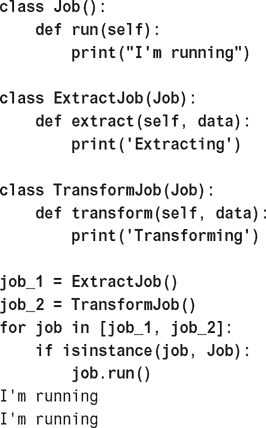 class Job():
    def run(self):
        print("I'm running")

class ExtractJob(Job):
    def extract(self, data):
        print('Extracting')

class TransformJob(Job):
    def transform(self, data):
        print('Transforming')

job_1 = ExtractJob()
job_2 = TransformJob()
for job in [job_1, job_2]:
    if isinstance(job, Job):
        job.run()
I'm running
I'm running